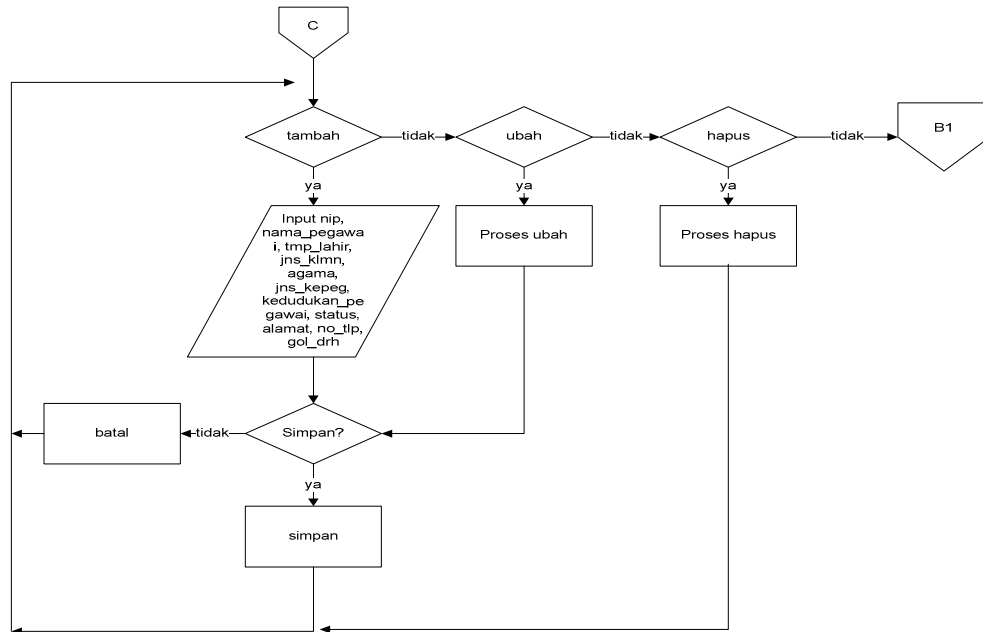 C
tambah
tidak
ubah
tidak
hapus
tidak
B1
ya
ya
ya
Input nip,
nama_pegawa
i, tmp_lahir,
jns_klmn,
agama,
jns_kepeg,
kedudukan_pe
gawai, status,
alamat, no_tlp,
gol_drh
Proses ubah
Proses hapus
batal
tidak
Simpan?
ya
simpan